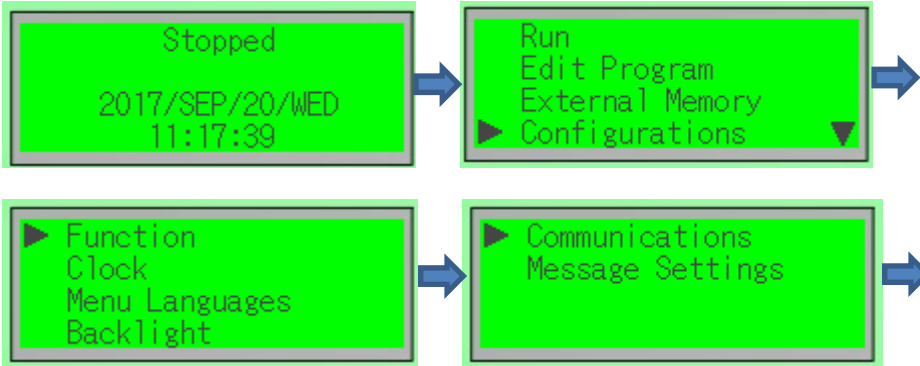 Stopped
2017/SEP/20/WED
11:17:39
Run
Edit Program
External Memory
Configurations
Function
Clock
Menu Languages
Backlight
Communications
Message Settings